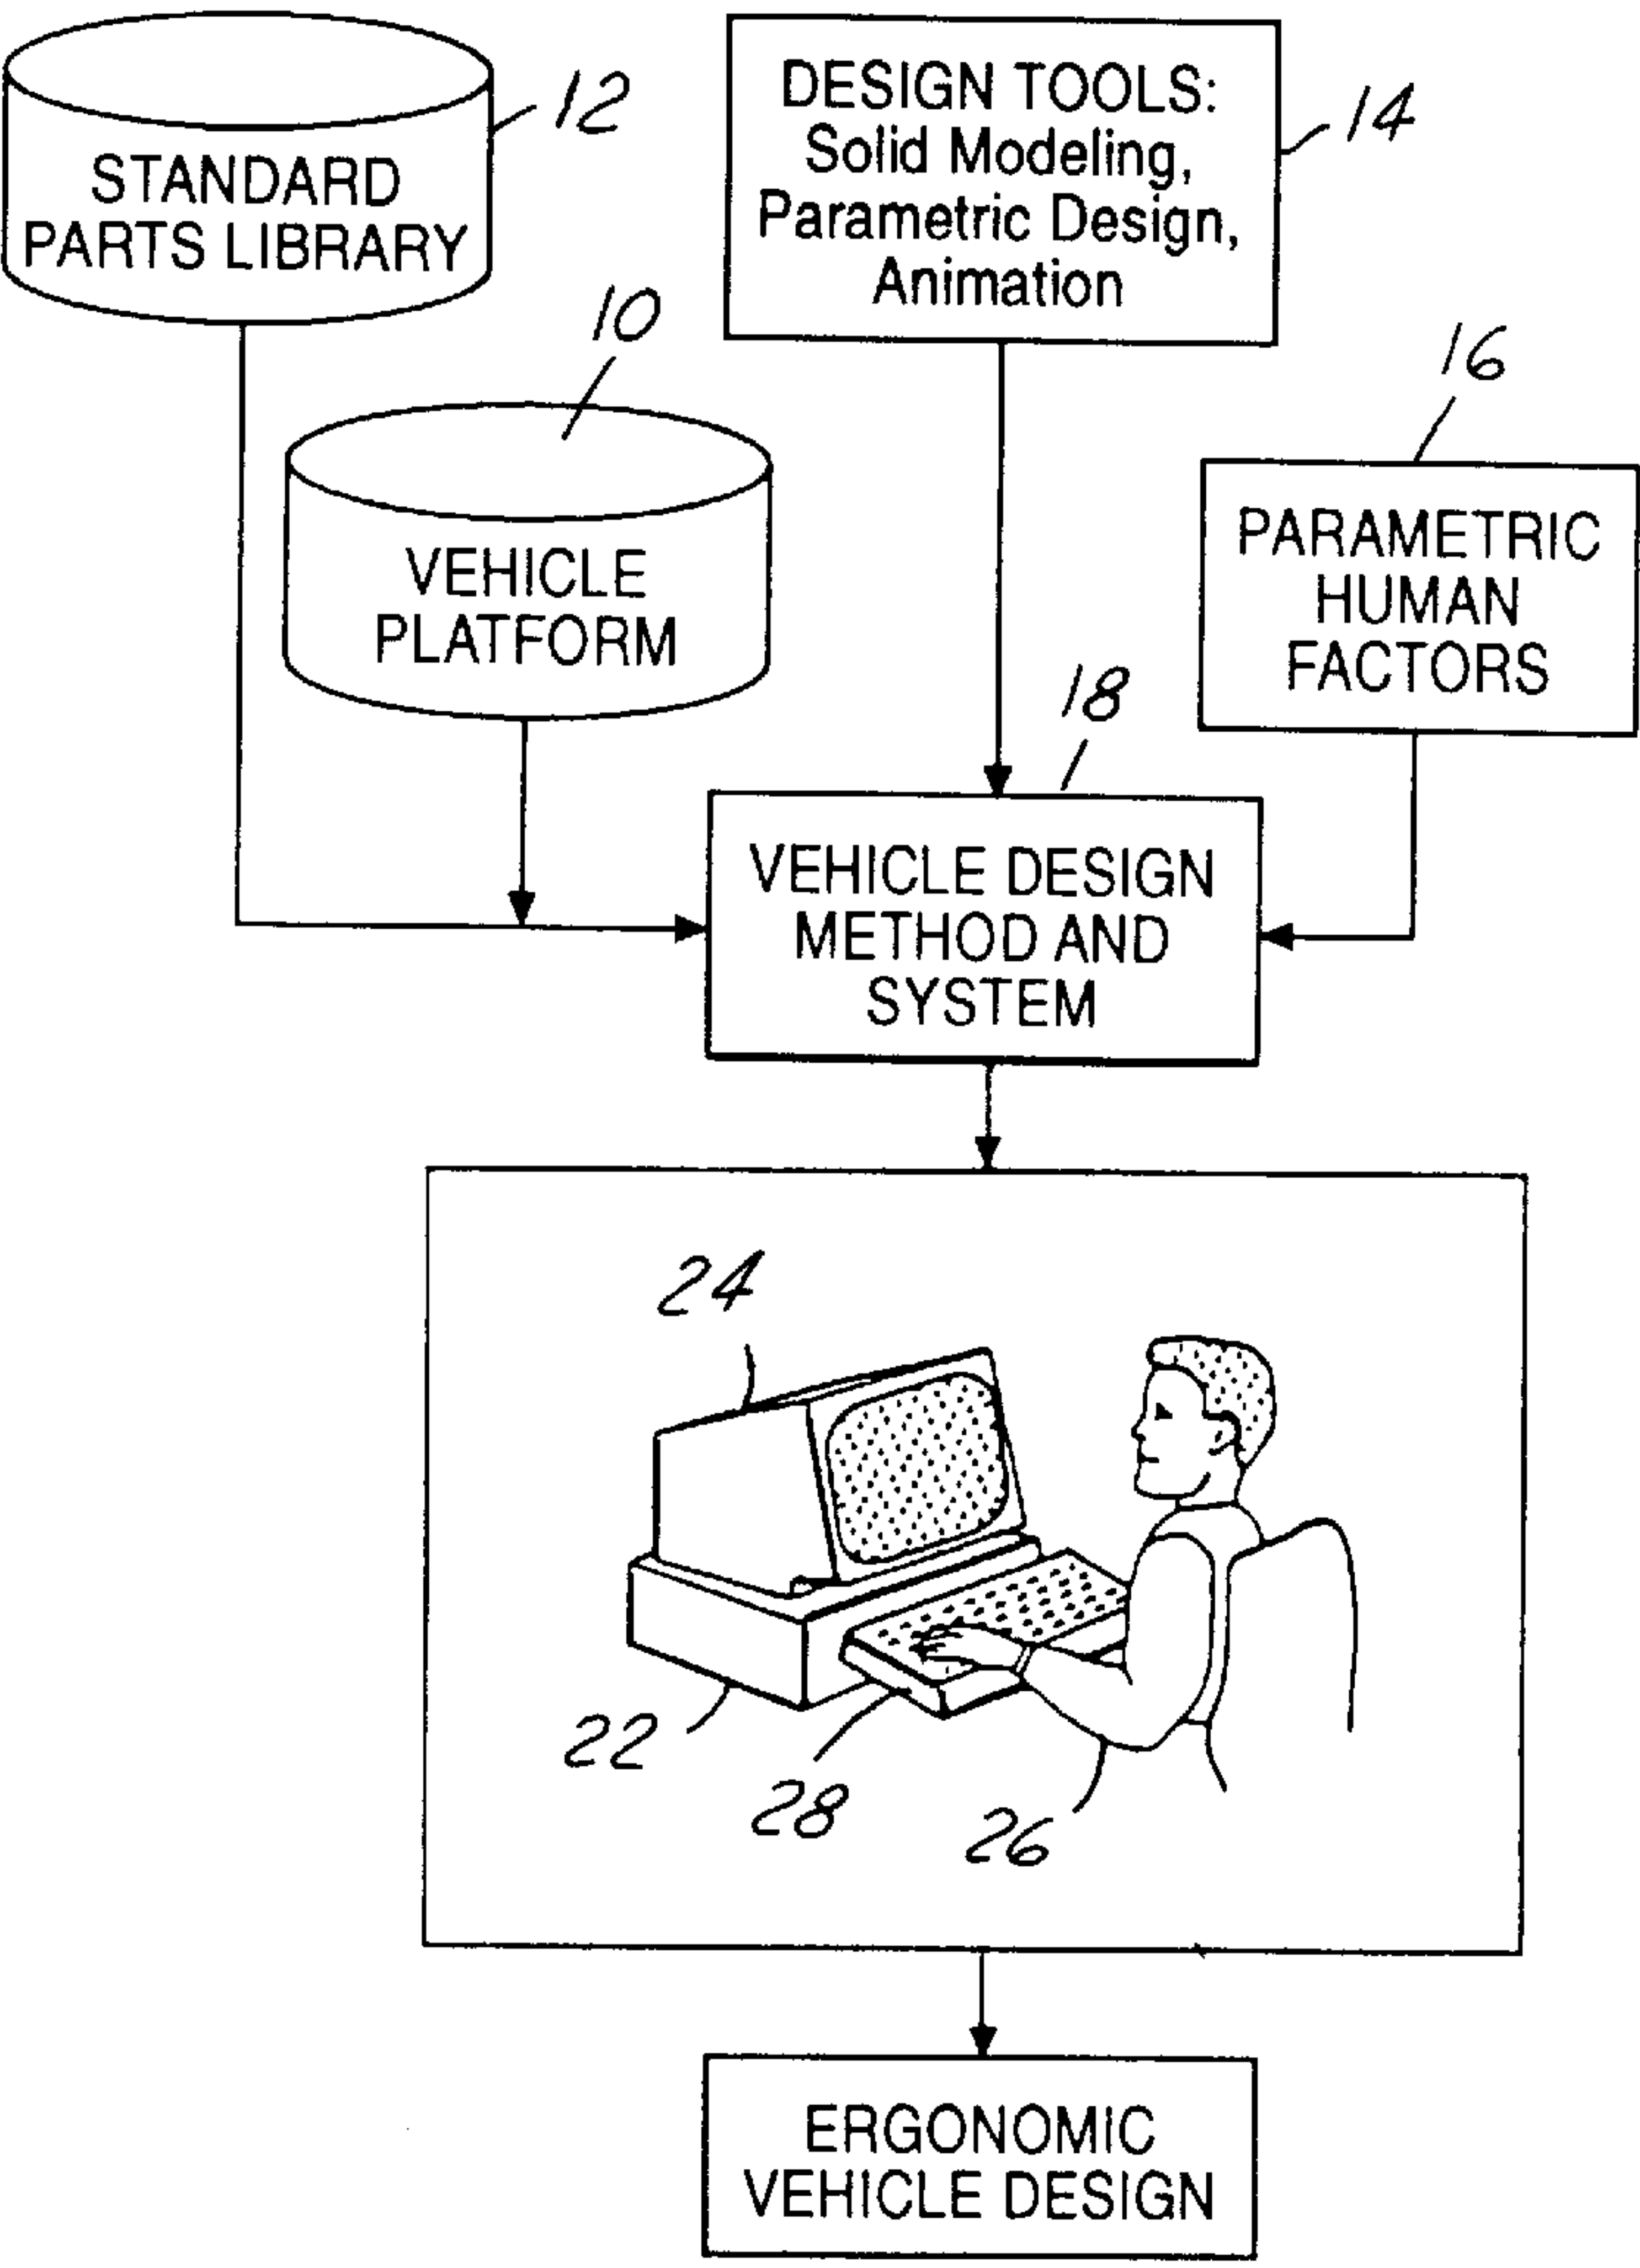 12
STANDARD
PARTS LIBRARY
DESIGN TOOLS:
Solid Modeling,
Parametric Design,
Animation
14
10
VEHICLE
PLATFORM
16
PARAMETRIC
HUMAN
FACTORS
18
VEHICLE DESIGN
METHOD AND
SYSTEM
24
22
28
26
ERGONOMIC
VEHICLE DESIGN